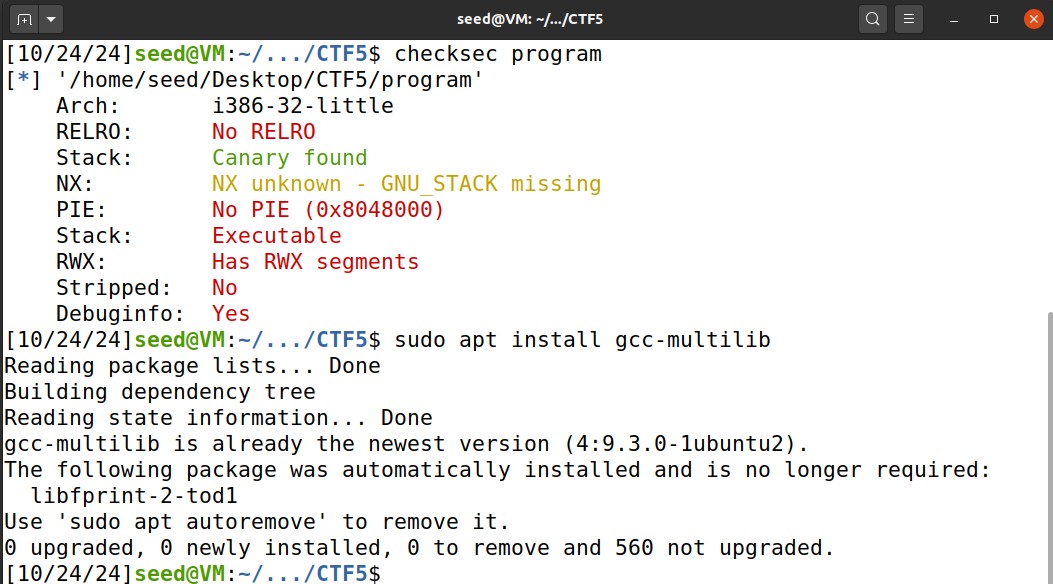 seed@VM: ~/.../CTF5
[10/24/24]seed@VM:~/.../CTF5$ checksec program
[*] '/home/seed/Desktop/CTF5/program'
    Arch:       i386-32-little
    RELRO:      No RELRO
    Stack:      Canary found
    NX:         NX unknown - GNU_STACK missing
    PIE:        No PIE (0x8048000)
    Stack:      Executable
    RWX:        Has RWX segments
    Stripped:   No
    Debuginfo:  Yes
[10/24/24]seed@VM:~/.../CTF5$ sudo apt install gcc-multilib
Reading package lists... Done
Building dependency tree
Reading state information... Done
gcc-multilib is already the newest version (4:9.3.0-1ubuntu2).
The following package was automatically installed and is no longer required:
  libfprint-2-tod1
Use 'sudo apt autoremove' to remove it.
0 upgraded, 0 newly installed, 0 to remove and 560 not upgraded.
[10/24/24]seed@VM:~/.../CTF5$